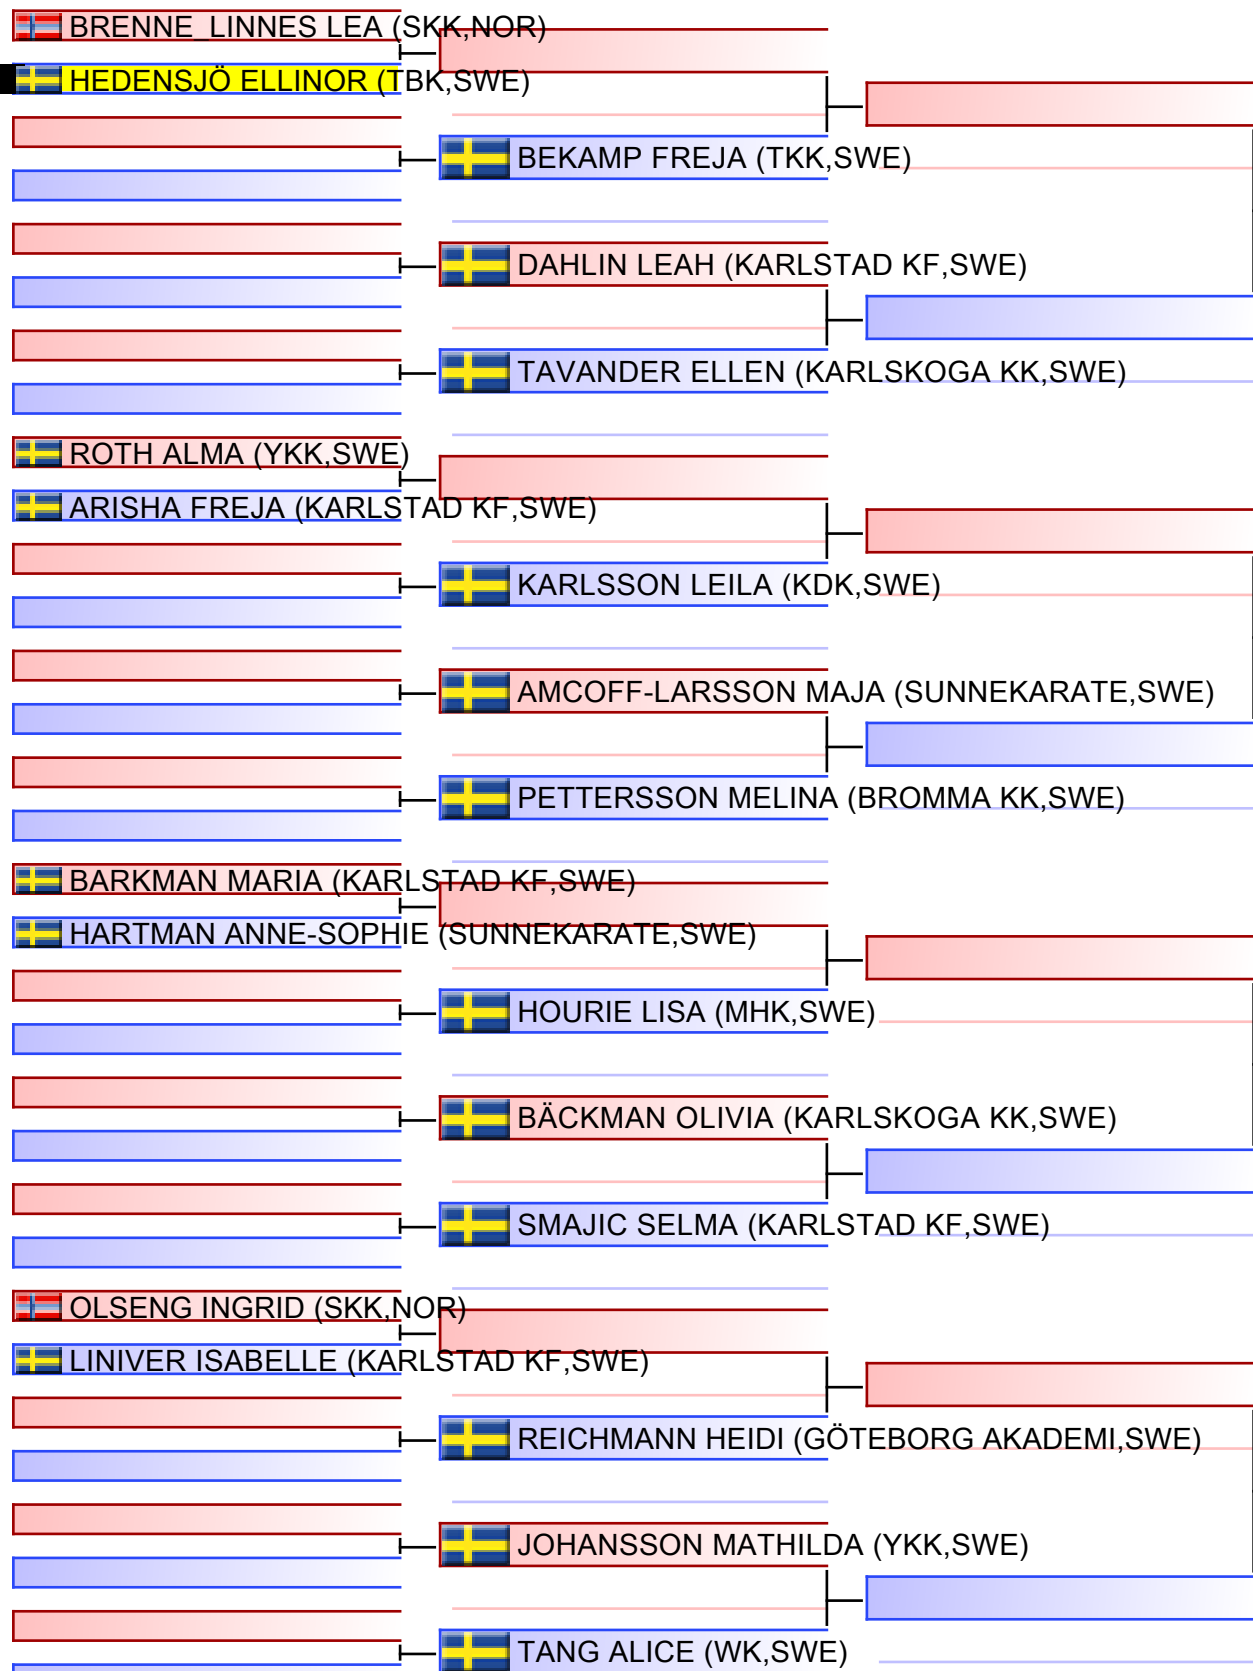 BRENNE_LINNES LEA (SKK,NOR)
HEDENSJÖ ELLINOR (TBK,SWE)
BEKAMP FREJA (TKK,SWE)
DAHLIN LEAH (KARLSTAD KF,SWE)
TAVANDER ELLEN (KARLSKOGA KK,SWE)
ROTH ALMA (YKK,SWE)
ARISHA FREJA (KARLSTAD KF,SWE)
KARLSSON LEILA (KDK,SWE)
AMCOFF-LARSSON MAJA (SUNNEKARATE,SWE)
PETTERSSON MELINA (BROMMA KK,SWE)
BARKMAN MARIA (KARLSTAD KF,SWE)
HARTMAN ANNE-SOPHIE (SUNNEKARATE,SWE)
HOURIE LISA (MHK,SWE)
BÄCKMAN OLIVIA (KARLSKOGA KK,SWE)
SMAJIC SELMA (KARLSTAD KF,SWE)
OLSENG INGRID (SKK,NOR)
LINIVER ISABELLE (KARLSTAD KF,SWE)
REICHMANN HEIDI (GÖTEBORG AKADEMI,SWE)
JOHANSSON MATHILDA (YKK,SWE)
TANG ALICE (WK,SWE)